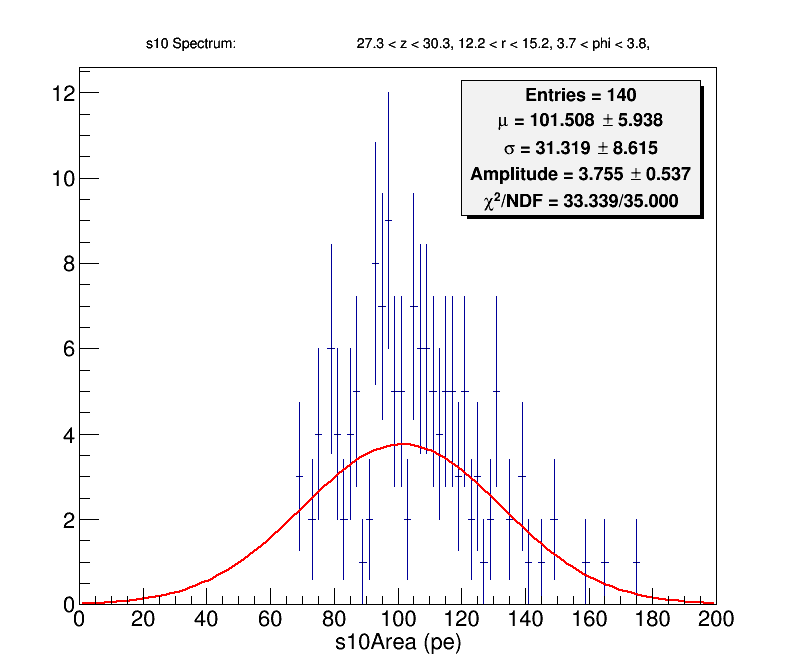 s10 Spectrum: 27.3 < z < 30.3, 12.2 < r < 15.2, 3.7 < phi < 3.8,
Entries = 140
μ = 101.508 ± 5.938
σ = 31.319 ± 8.615
Amplitude = 3.755 ± 0.537
χ²/NDF = 33.339/35.000
12
10
8
6
4
2
0
0 20 40 60 80 100 120 140 160 180 200
s10Area (pe)